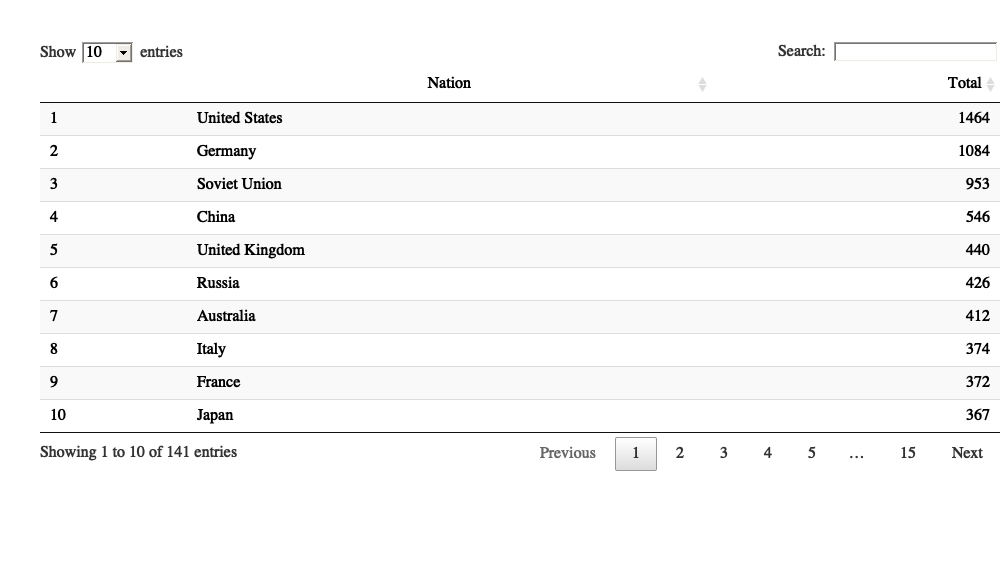 Show 10 entries Search:
Nation Total
1 United States 1464
2 Germany 1084
3 Soviet Union 953
4 China 546
5 United Kingdom 440
6 Russia 426
7 Australia 412
8 Italy 374
9 France 372
10 Japan 367
Showing 1 to 10 of 141 entries Previous 1 2 3 4 5 … 15 Next